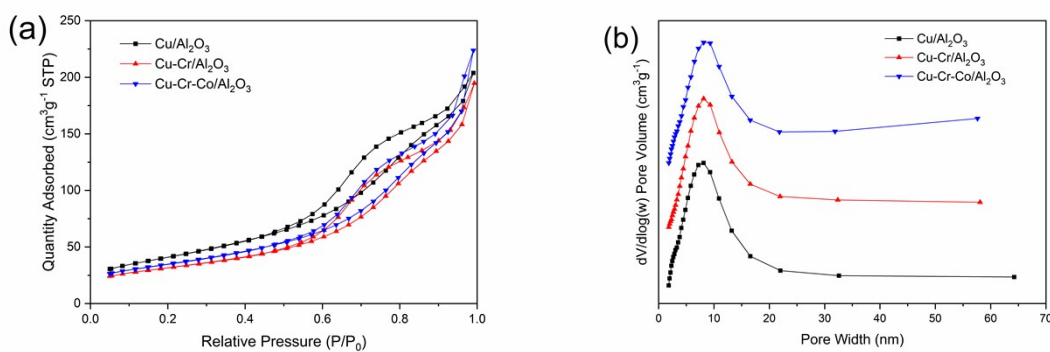 (a)
Quantity Adsorbed (cm³g⁻¹ STP)
250
200
150
100
50
0
Cu/Al₂O₃
Cu-Cr/Al₂O₃
Cu-Cr-Co/Al₂O₃
0.0 0.2 0.4 0.6 0.8 1.0
Relative Pressure (P/P₀)
(b)
dV/dlog(w) Pore Volume (cm³g⁻¹)
Cu/Al₂O₃
Cu-Cr/Al₂O₃
Cu-Cr-Co/Al₂O₃
0 10 20 30 40 50 60 70
Pore Width (nm)